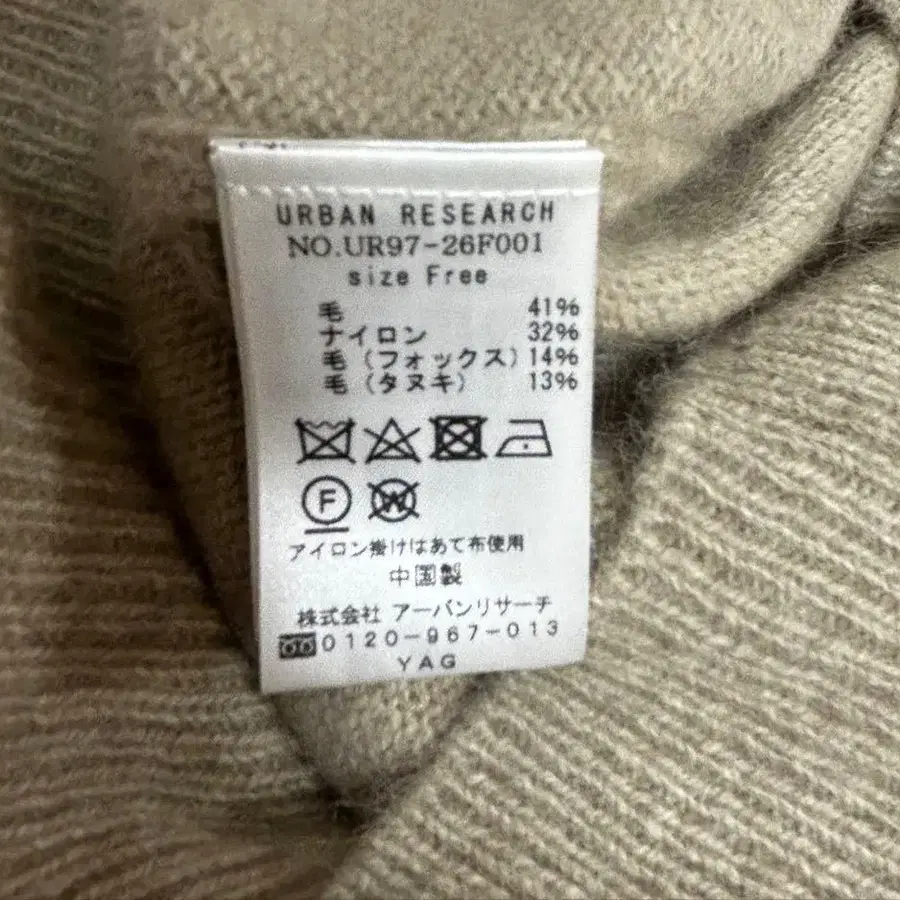 URBAN RESEARCH
NO.UR97-26F001
size Free
毛 41%
ナイロン 32%
毛(フォックス) 14%
毛(タヌキ) 13%
F W
アイロン掛けはあて布使用
中国製
株式会社 アーバンリサーチ
0120-967-013
YAG